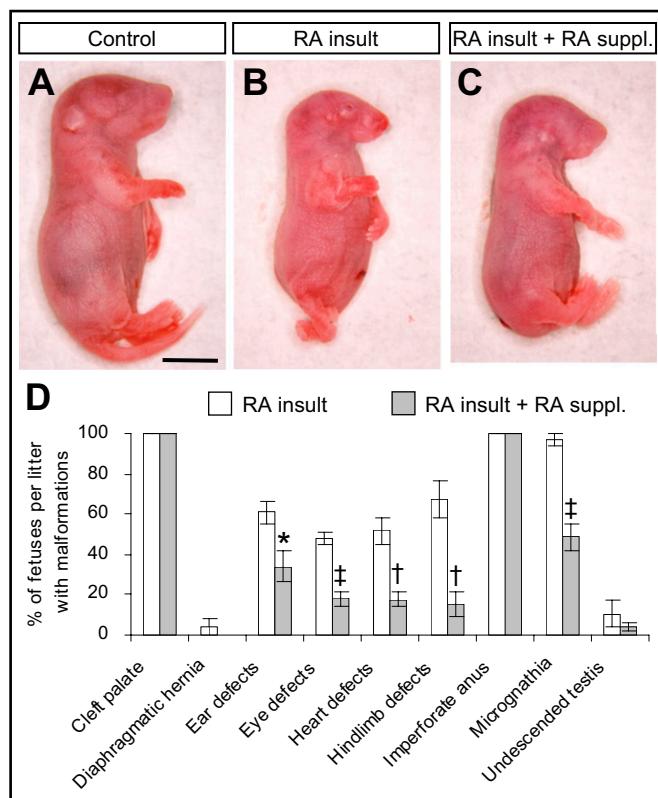 Control
RA insult
RA insult + RA suppl.
A
B
C
D
RA insult
RA insult + RA suppl.
% of fetuses per litter
with malformations
100
80
60
40
20
0
*
‡
†
†
‡
Cleft palate
Diaphragmatic hernia
Ear defects
Eye defects
Heart defects
Hindlimb defects
Imperforate anus
Micrognathia
Undescended testis